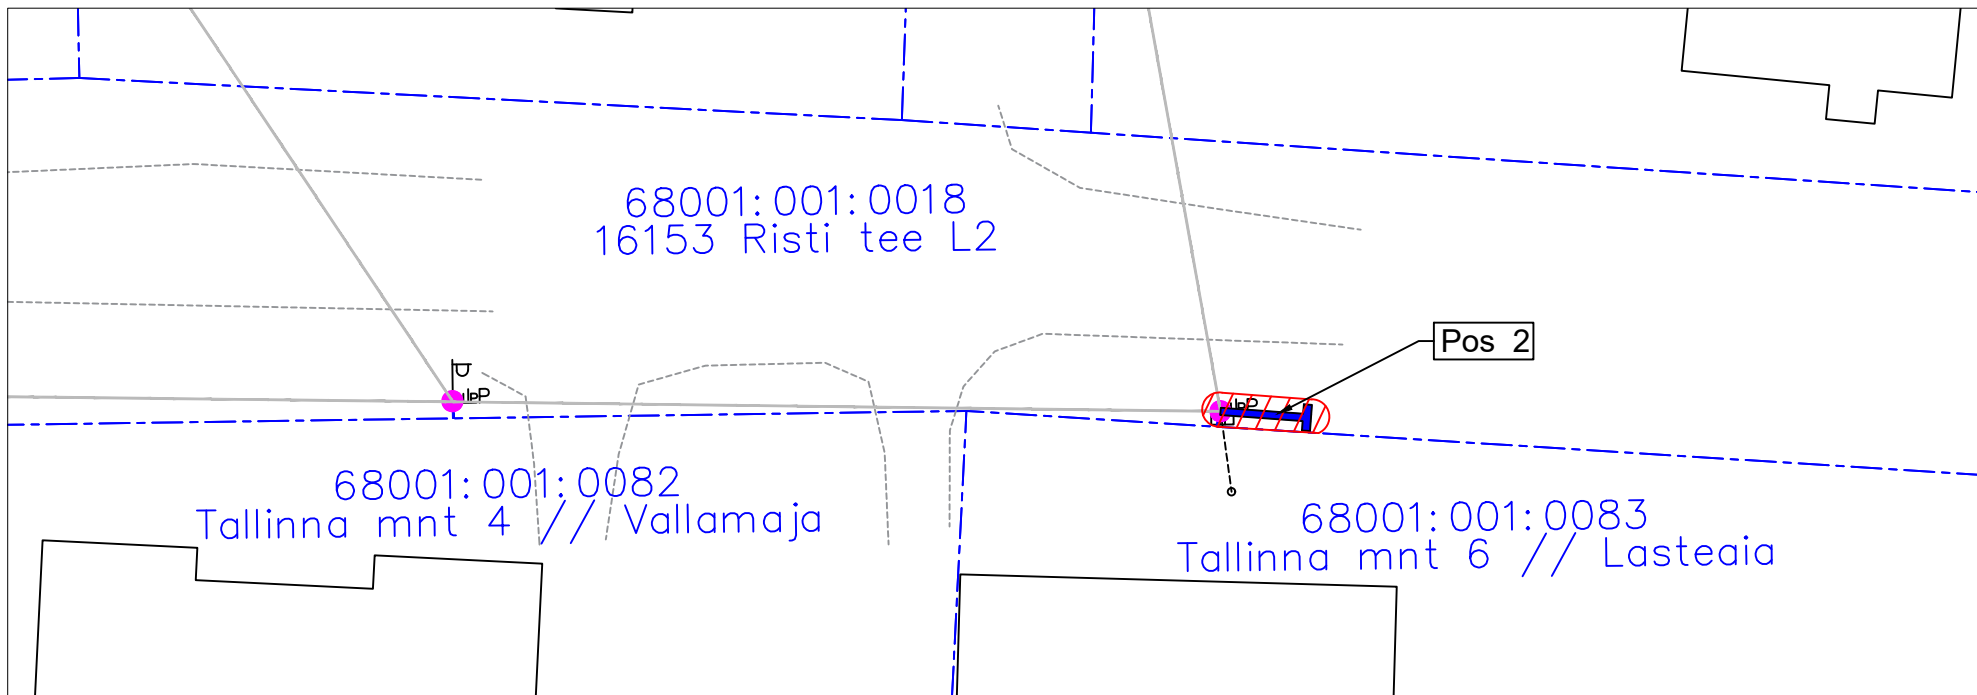 68001:001:0018
16153 Risti tee L2
Pos 2
68001:001:0082
Tallinna mnt 4 // Vallamaja
68001:001:0083
Tallinna mnt 6 // Lasteaia